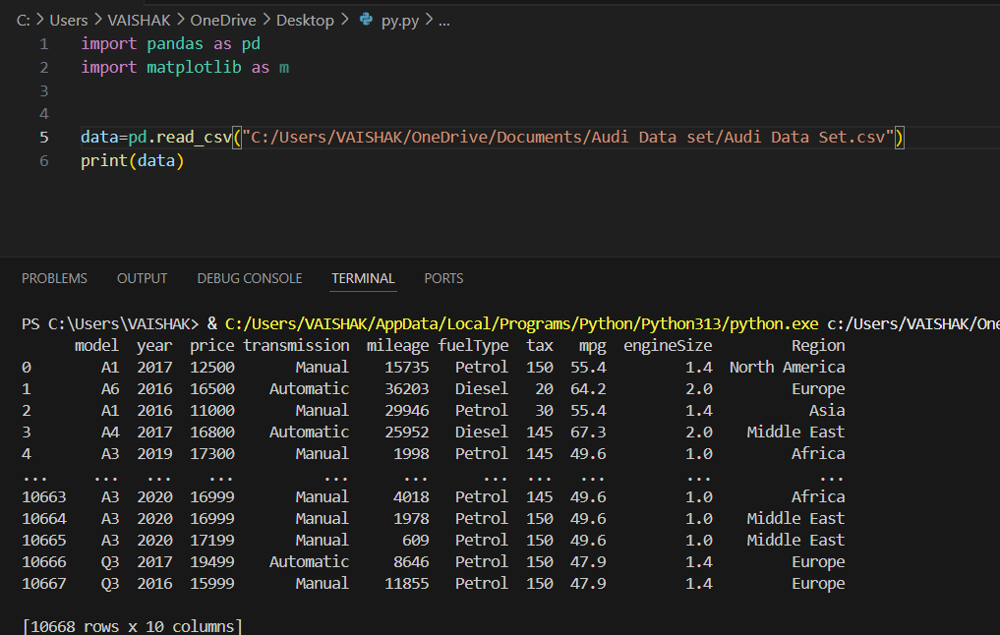 C: > Users > VAISHAK > OneDrive > Desktop > py.py > ...
1 import pandas as pd
2 import matplotlib as m
3
4
5 data=pd.read_csv("C:/Users/VAISHAK/OneDrive/Documents/Audi Data set/Audi Data Set.csv")
6 print(data)
PROBLEMS OUTPUT DEBUG CONSOLE TERMINAL PORTS
PS C:\Users\VAISHAK> & C:/Users/VAISHAK/AppData/Local/Programs/Python/Python313/python.exe c:/Users/VAISHAK/One
model year price transmission mileage fuelType tax mpg engineSize Region
0 A1 2017 12500 Manual 15735 Petrol 150 55.4 1.4 North America
1 A6 2016 16500 Automatic 36203 Diesel 20 64.2 2.0 Europe
2 A1 2016 11000 Manual 29946 Petrol 30 55.4 1.4 Asia
3 A4 2017 16800 Automatic 25952 Diesel 145 67.3 2.0 Middle East
4 A3 2019 17300 Manual 1998 Petrol 145 49.6 1.0 Africa
... ... ... ... ... ... ... ... ... ... ...
10663 A3 2020 16999 Manual 4018 Petrol 145 49.6 1.0 Africa
10664 A3 2020 16999 Manual 1978 Petrol 150 49.6 1.0 Middle East
10665 A3 2020 17199 Manual 609 Petrol 150 49.6 1.0 Middle East
10666 Q3 2017 19499 Automatic 8646 Petrol 150 47.9 1.4 Europe
10667 Q3 2016 15999 Manual 11855 Petrol 150 47.9 1.4 Europe
[10668 rows x 10 columns]